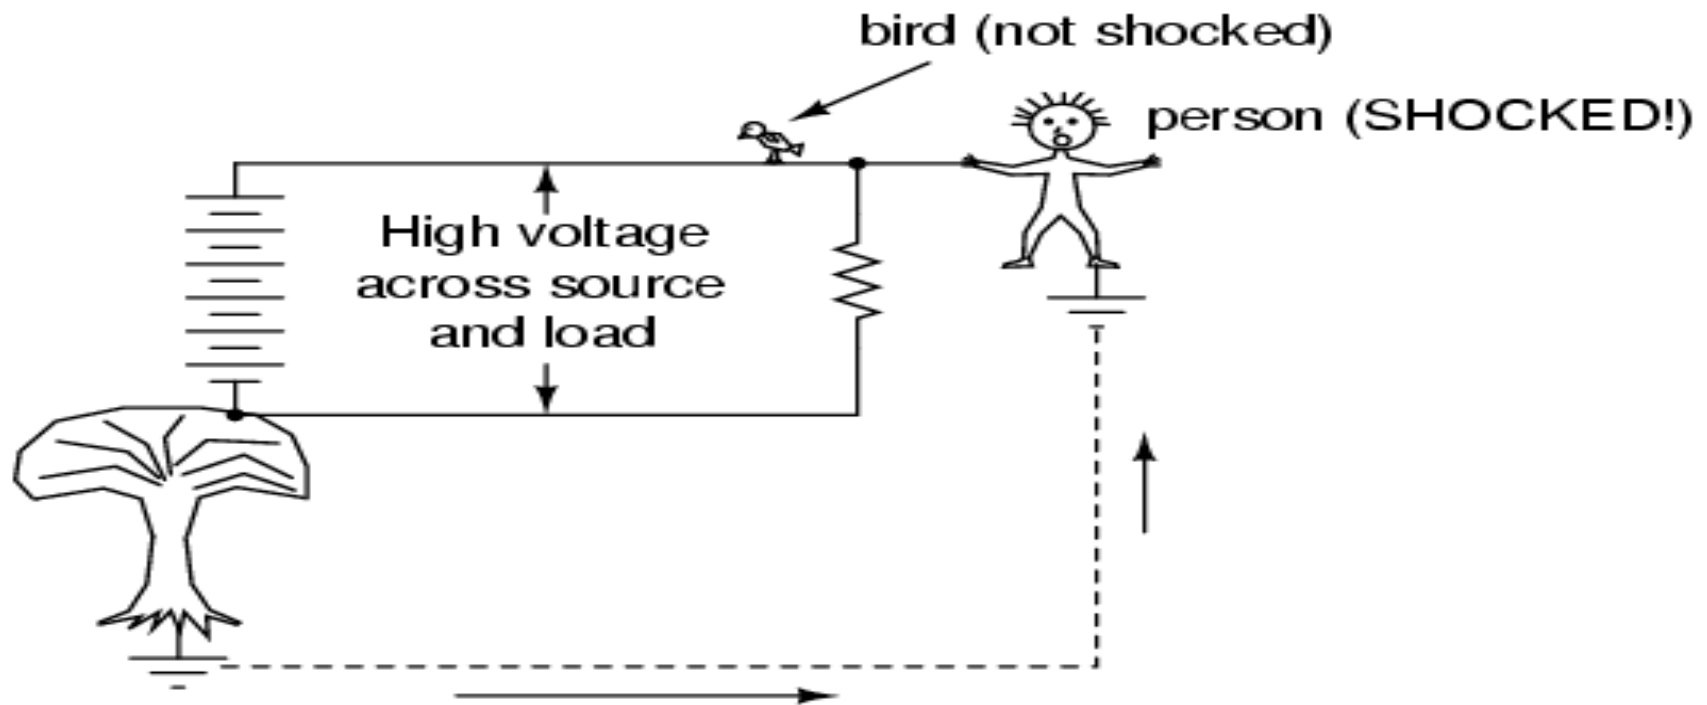 bird (not shocked)
person (SHOCKED!)
High voltage
across source
and load